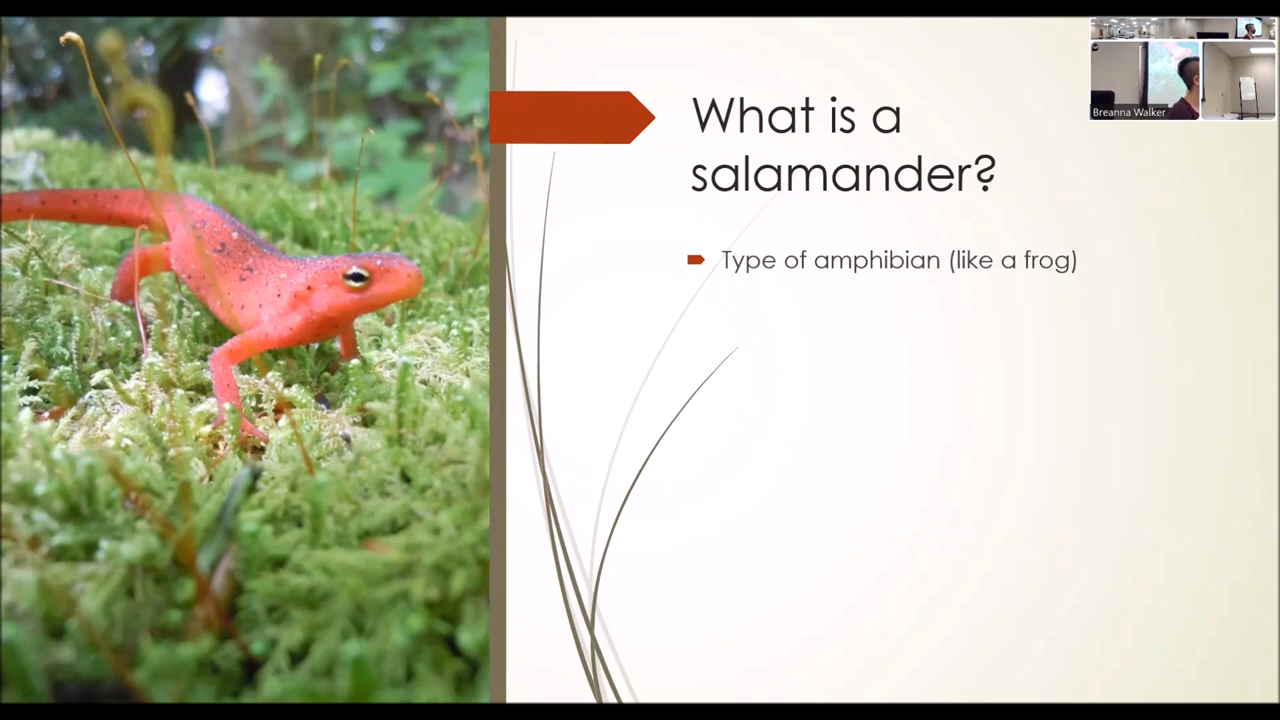 What is a
salamander?
Type of amphibian (like a frog)
Breanna Walker